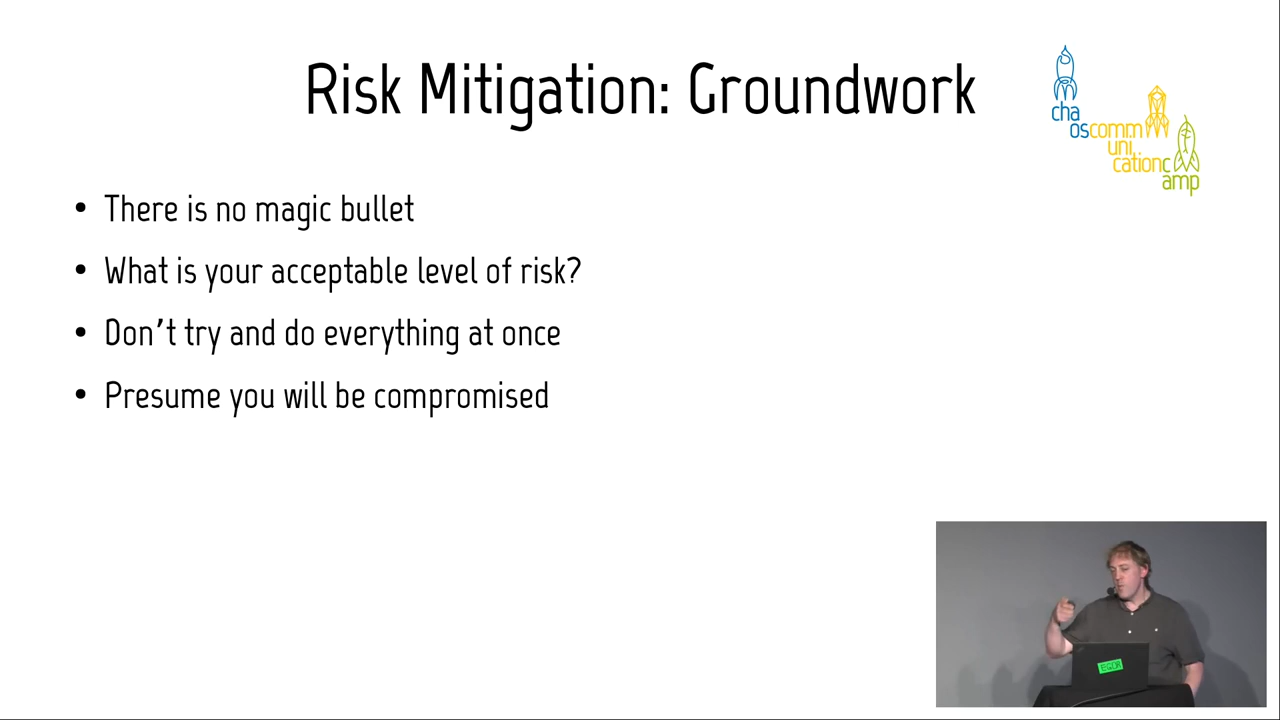 Risk Mitigation: Groundwork
cha
oscomm
uni
cationc
amp
• There is no magic bullet
• What is your acceptable level of risk?
• Don’t try and do everything at once
• Presume you will be compromised